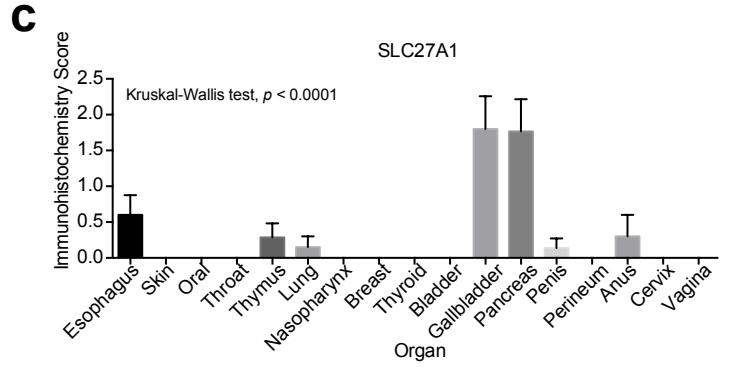 C
SLC27A1
Immunohistochemistry Score
Kruskal-Wallis test, p < 0.0001
2.5
2.0
1.5
1.0
0.5
0.0
Esophagus
Skin
Oral
Throat
Thymus
Lung
Nasopharynx
Breast
Thyroid
Bladder
Gallbladder
Pancreas
Penis
Perineum
Anus
Cervix
Vagina
Organ